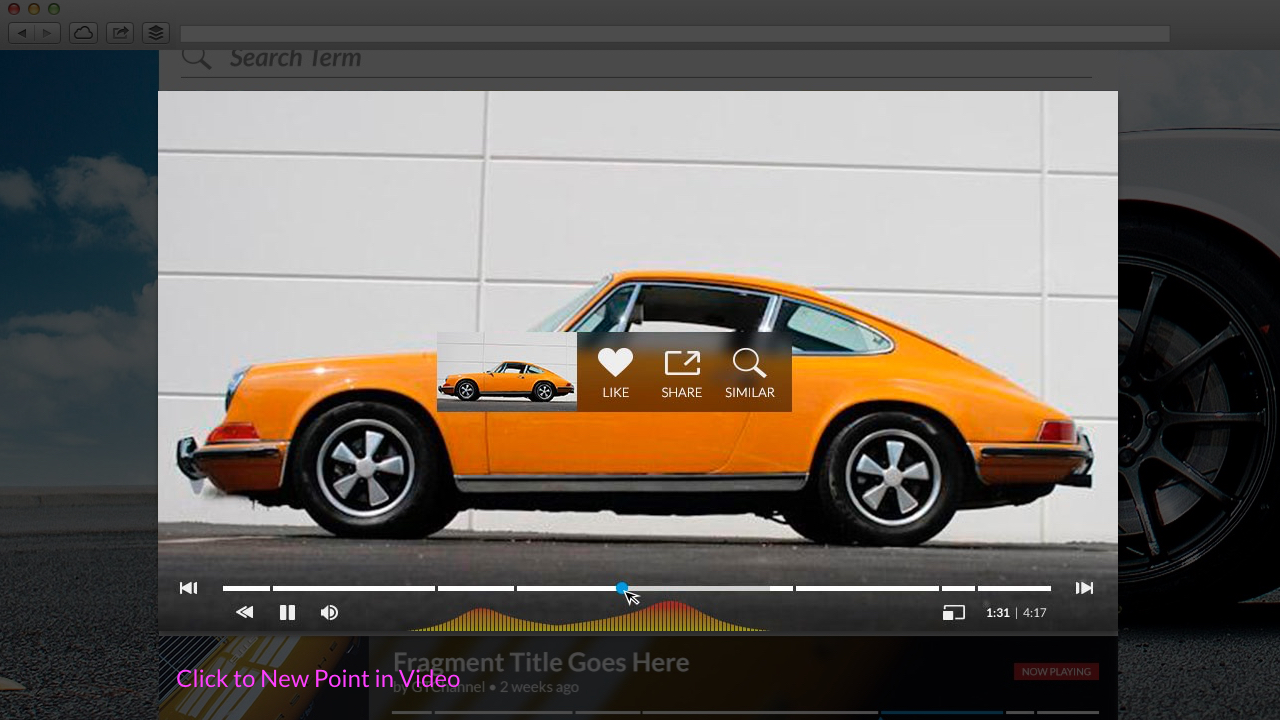 Search Term
LIKE
SHARE
SIMILAR
1:31 | 4:17
Fragment Title Goes Here
NOW PLAYING
Click to New Point in Video
by GTChannel • 2 weeks ago